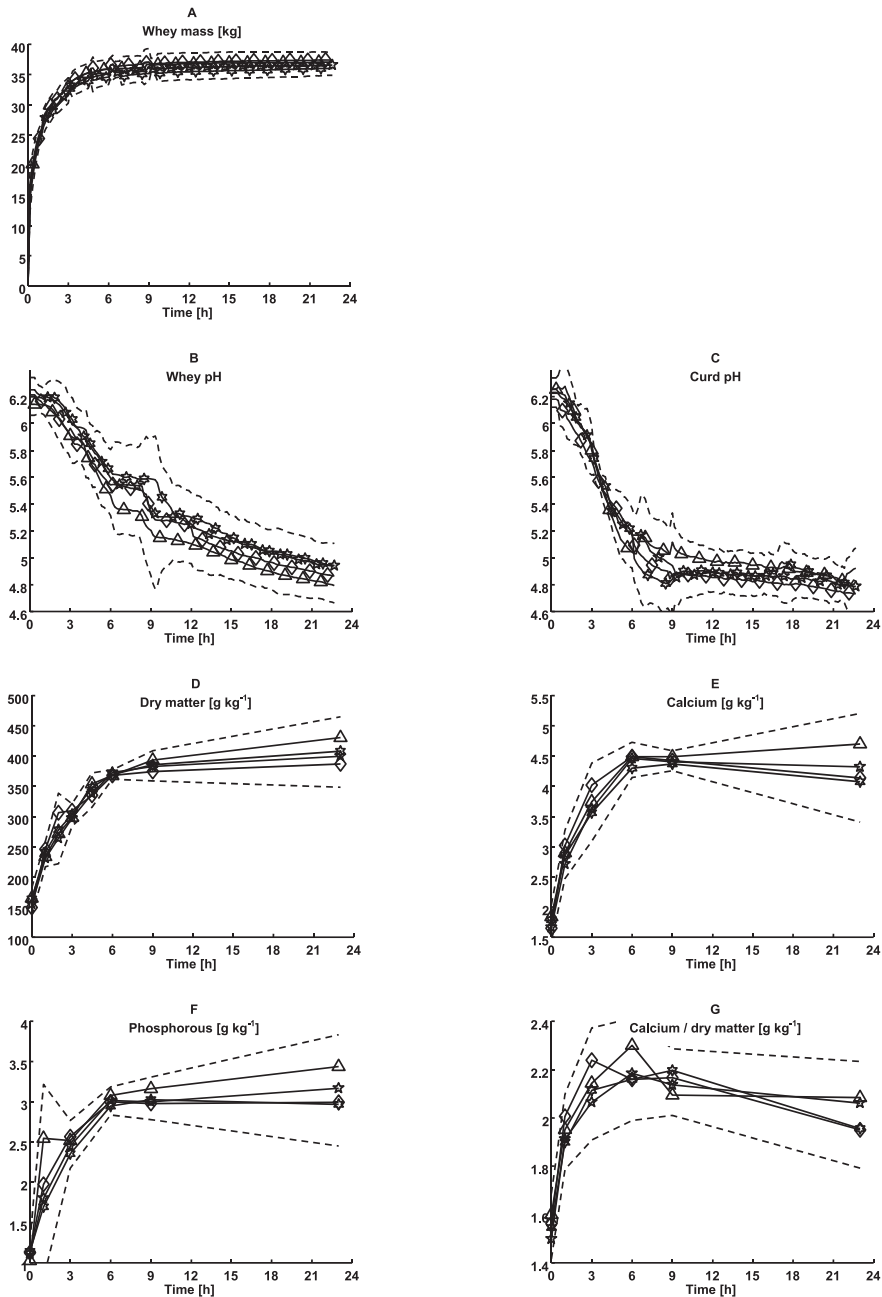 A
Whey mass [kg]
40
35
30
25
20
15
10
5
0
0 3 6 9 12 15 18 21 24
Time [h]
B
Whey pH
6.2
6
5.8
5.6
5.4
5.2
5
4.8
4.6
0 3 6 9 12 15 18 21 24
Time [h]
C
Curd pH
6.2
6
5.8
5.6
5.4
5.2
5
4.8
4.6
0 3 6 9 12 15 18 21 24
Time [h]
D
Dry matter [g kg⁻¹]
500
450
400
350
300
250
200
150
100
0 3 6 9 12 15 18 21 24
Time [h]
E
Calcium [g kg⁻¹]
5.5
5
4.5
4
3.5
3
2.5
2
1.5
0 3 6 9 12 15 18 21 24
Time [h]
F
Phosphorous [g kg⁻¹]
4
3.5
3
2.5
2
1.5
1
0 3 6 9 12 15 18 21 24
Time [h]
G
Calcium / dry matter [g kg⁻¹]
2.4
2.2
2
1.8
1.6
1.4
0 3 6 9 12 15 18 21 24
Time [h]